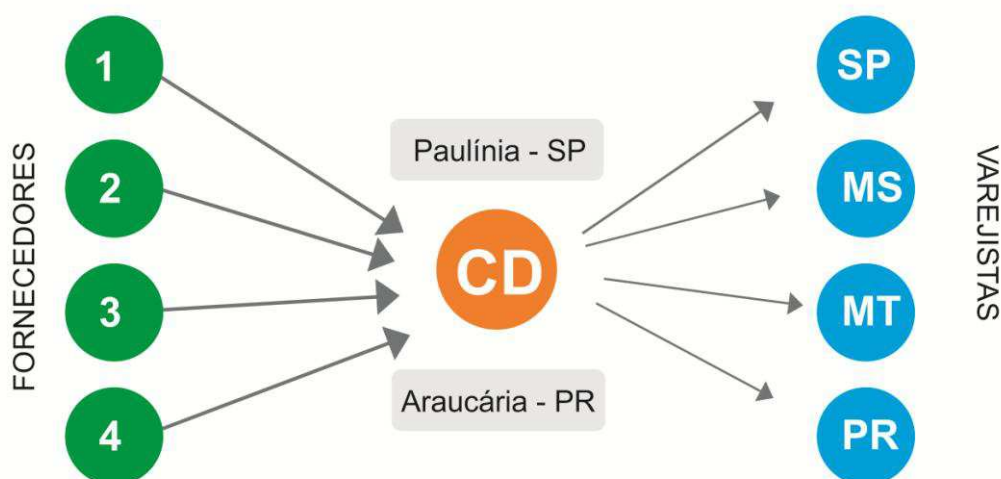 FORNECEDORES
1
2
3
4
Paulínia - SP
CD
Araucária - PR
SP
MS
MT
PR
VAREJISTAS